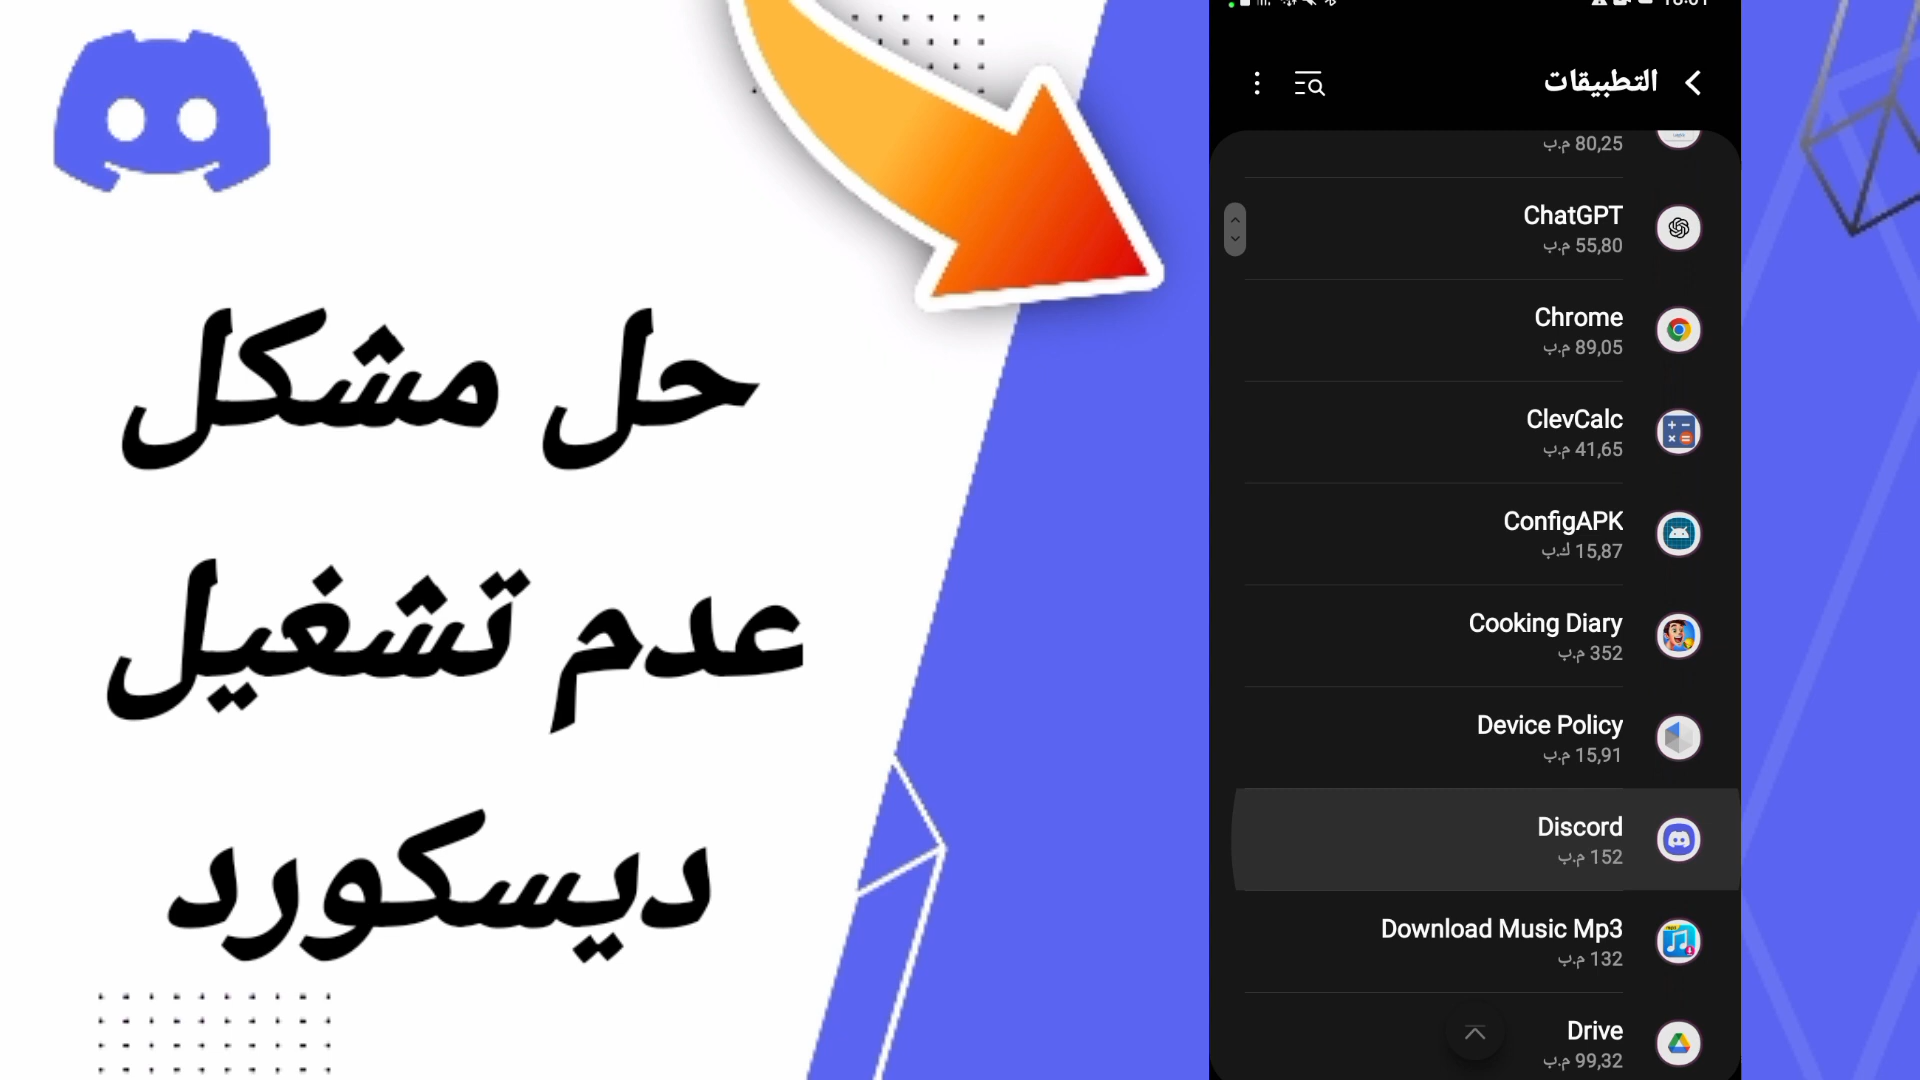 حل مشكل
عدم تشغيل
ديسكورد
التطبيقات
80,25 م.ب
ChatGPT
55,80 م.ب
Chrome
89,05 م.ب
ClevCalc
41,65 م.ب
ConfigAPK
15,87 ك.ب
Cooking Diary
352 م.ب
Device Policy
15,91 م.ب
Discord
152 م.ب
Download Music Mp3
132 م.ب
Drive
99,32 م.ب